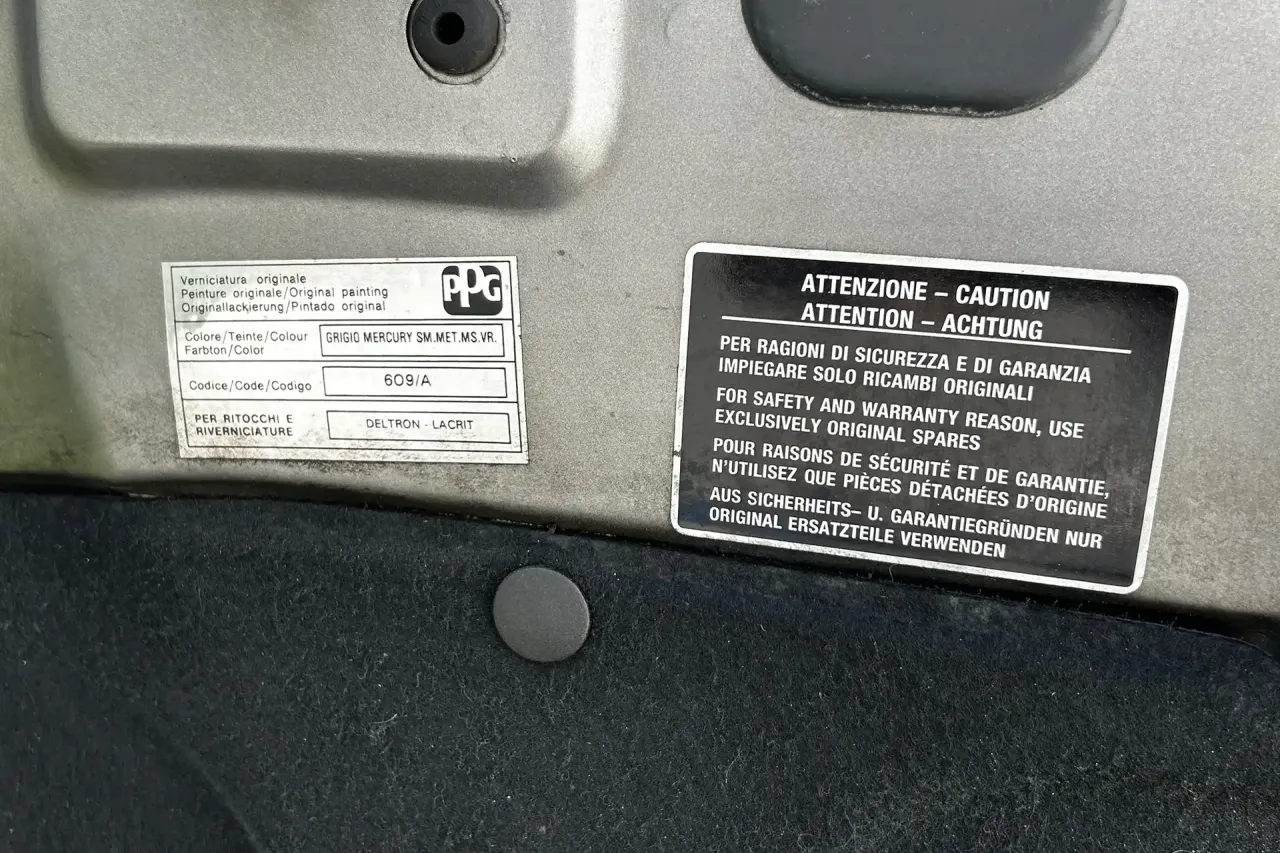 Verniciatura originale
Peinture originale/Original painting
Originallackierung/Pintado original
PPG
Colore/Teinte/Colour
Farbton/Color
GRIGIO MERCURY SM.MET.MS.VR.
Codice/Code/Codigo
609/A
PER RITOCCHI E
RIVERNICIATURE
DELTRON - LACRIT
ATTENZIONE – CAUTION
ATTENTION – ACHTUNG
PER RAGIONI DI SICUREZZA E DI GARANZIA
IMPIEGARE SOLO RICAMBI ORIGINALI
FOR SAFETY AND WARRANTY REASON, USE
EXCLUSIVELY ORIGINAL SPARES
POUR RAISONS DE SÉCURITÉ ET DE GARANTIE,
N'UTILISEZ QUE PIÈCES DÉTACHÉES D'ORIGINE
AUS SICHERHEITS– U. GARANTIEGRÜNDEN NUR
ORIGINAL ERSATZTEILE VERWENDEN